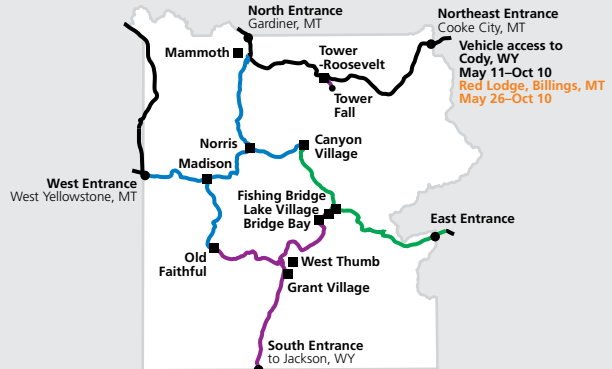 North Entrance
Gardiner, MT
Northeast Entrance
Cooke City, MT
Vehicle access to
Cody, WY
May 11–Oct 10
Red Lodge, Billings, MT
May 26–Oct 10
Mammoth
Tower
-Roosevelt
Tower
Fall
Norris
Canyon
Village
Madison
West Entrance
West Yellowstone, MT
Fishing Bridge
Lake Village
Bridge Bay
East Entrance
Old
Faithful
West Thumb
Grant Village
South Entrance
to Jackson, WY